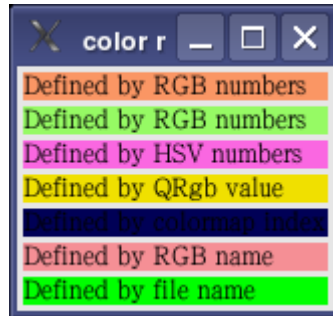 color r
Defined by RGB numbers
Defined by RGB numbers
Defined by HSV numbers
Defined by QRgb value
Defined by colormap index
Defined by RGB name
Defined by file name